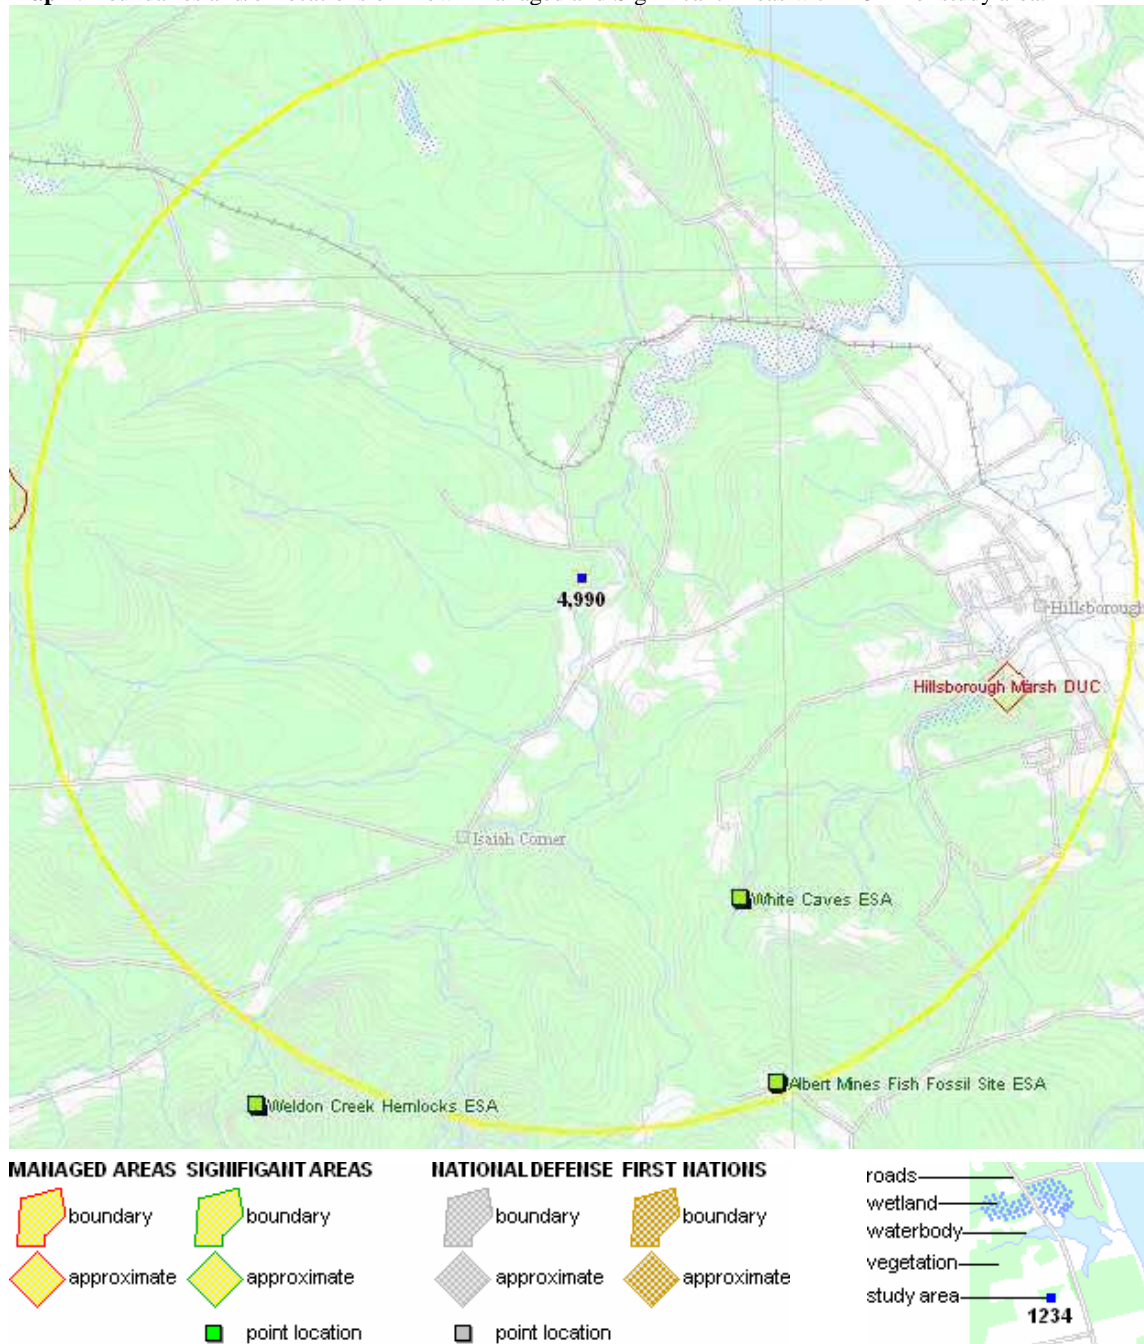 4,990
Hillsborough
Hillsborough Marsh DUC
Isaiah Corner
White Caves ESA
Albert Mines Fish Fossil Site ESA
Weldon Creek Hemlocks ESA
MANAGED AREAS SIGNIFIGANT AREAS NATIONAL DEFENSE FIRST NATIONS
boundary boundary boundary boundary
approximate approximate approximate approximate
point location point location
roads
wetland
waterbody
vegetation
study area
1234